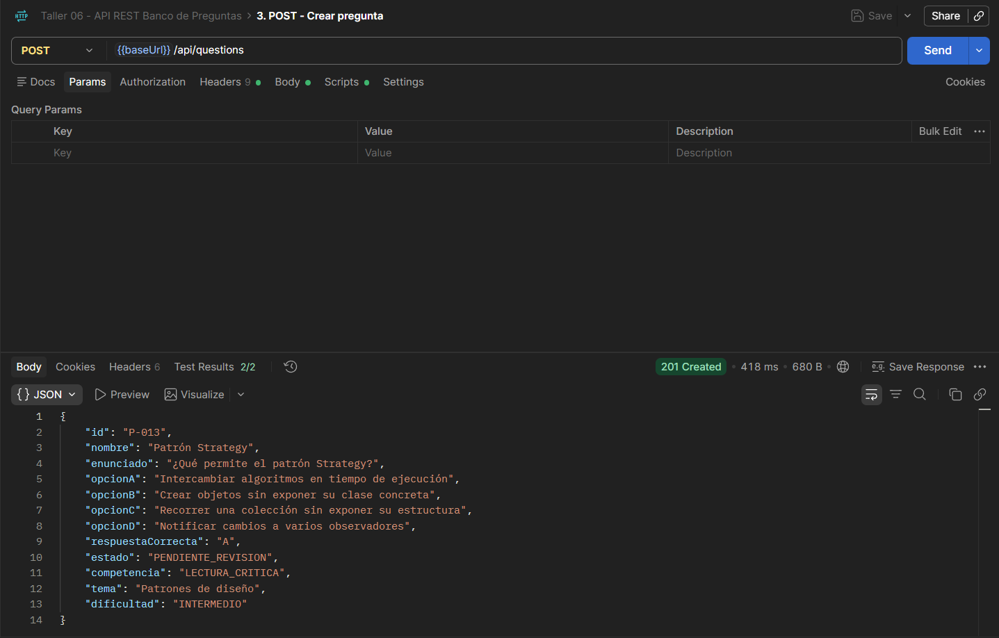 HTTP Taller 06 - API REST Banco de Preguntas > 3. POST - Crear pregunta Save Share
POST {{baseUrl}} /api/questions Send
Docs Params Authorization Headers 9 Body Scripts Settings Cookies
Query Params
Key Value Description Bulk Edit ···
Key Value Description
Body Cookies Headers 6 Test Results 2/2 201 Created • 418 ms • 680 B • e.g. Save Response ···
{} JSON Preview Visualize
1 {
2 "id": "P-013",
3 "nombre": "Patrón Strategy",
4 "enunciado": "¿Qué permite el patrón Strategy?",
5 "opcionA": "Intercambiar algoritmos en tiempo de ejecución",
6 "opcionB": "Crear objetos sin exponer su clase concreta",
7 "opcionC": "Recorrer una colección sin exponer su estructura",
8 "opcionD": "Notificar cambios a varios observadores",
9 "respuestaCorrecta": "A",
10 "estado": "PENDIENTE_REVISION",
11 "competencia": "LECTURA_CRITICA",
12 "tema": "Patrones de diseño",
13 "dificultad": "INTERMEDIO"
14 }